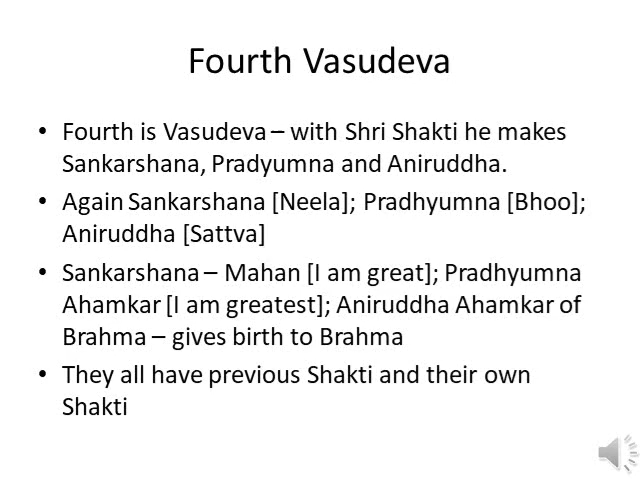 Fourth Vasudeva
• Fourth is Vasudeva – with Shri Shakti he makes
Sankarshana, Pradyumna and Aniruddha.
• Again Sankarshana [Neela]; Pradhyumna [Bhoo];
Aniruddha [Sattva]
• Sankarshana – Mahan [I am great]; Pradhyumna
Ahamkar [I am greatest]; Aniruddha Ahamkar of
Brahma – gives birth to Brahma
• They all have previous Shakti and their own
Shakti